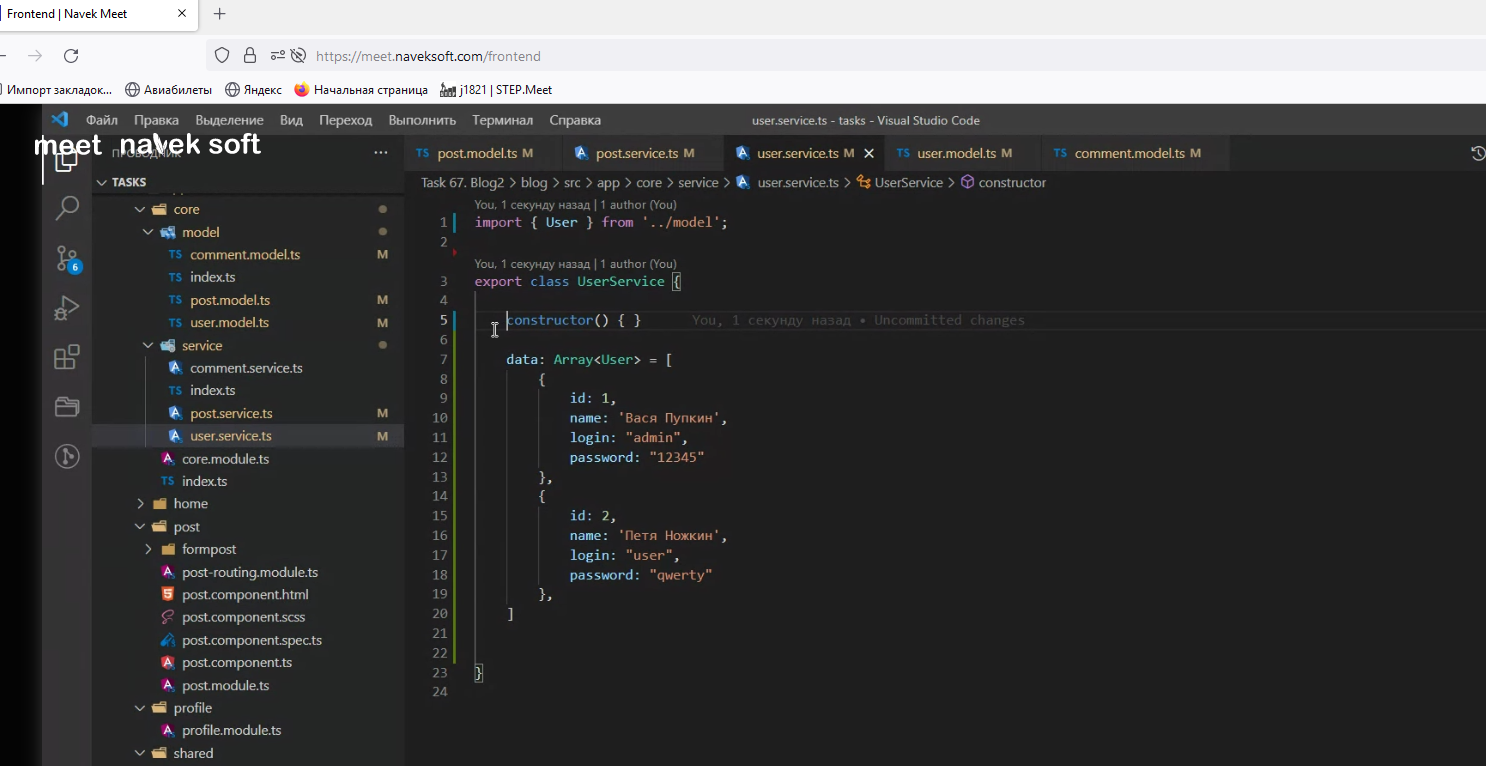 Frontend | Navek Meet
https://meet.naveksoft.com/frontend
Импорт закладок... Авиабилеты Яндекс Начальная страница j1821 | STEP.Meet
Файл Правка Выделение Вид Переход Выполнить Терминал Справка user.service.ts - tasks - Visual Studio Code
meet navek soft
ПРОВОДНИК ...
TS post.model.ts M post.service.ts M user.service.ts M TS user.model.ts M TS comment.model.ts M
TASKS
Task 67. Blog2 > blog > src > app > core > service > user.service.ts > UserService > constructor
core
model
TS comment.model.ts M
TS index.ts
TS post.model.ts M
TS user.model.ts M
service
comment.service.ts
TS index.ts
post.service.ts M
user.service.ts M
core.module.ts
TS index.ts
home
post
formpost
post-routing.module.ts
post.component.html
post.component.scss
post.component.spec.ts
post.component.ts
post.module.ts
profile
profile.module.ts
shared
6
You, 1 секунду назад | 1 author (You)
1 import { User } from '../model';
2
You, 1 секунду назад | 1 author (You)
3 export class UserService {
4
5 constructor() { } You, 1 секунду назад • Uncommitted changes
6
7 data: Array<User> = [
8 {
9 id: 1,
10 name: 'Вася Пупкин',
11 login: "admin",
12 password: "12345"
13 },
14 {
15 id: 2,
16 name: 'Петя Ножкин',
17 login: "user",
18 password: "qwerty"
19 },
20 ]
21
22
23 }
24